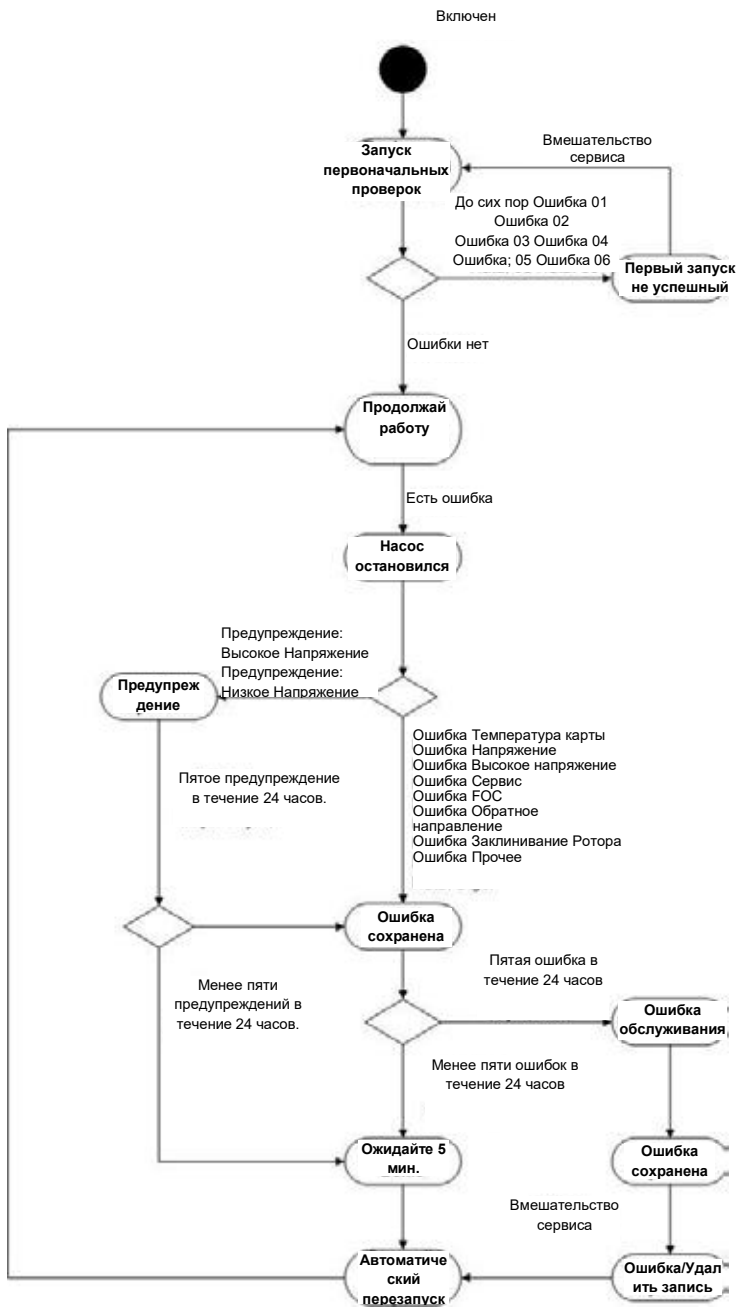 Включен
Запуск
первоначальных
проверок
Вмешательство
сервиса
До сих пор Ошибка 01
Ошибка 02
Ошибка 03 Ошибка 04
Ошибка; 05 Ошибка 06
Первый запуск
не успешный
Ошибки нет
Продолжай
работу
Есть ошибка
Насос
остановился
Предупреждение:
Высокое Напряжение
Предупреждение:
Низкое Напряжение
Предупреж
дение
Ошибка Температура карты
Ошибка Напряжение
Ошибка Высокое напряжение
Ошибка Сервис
Ошибка FOC
Ошибка Обратное
направление
Ошибка Заклинивание Ротора
Ошибка Прочее
Пятое предупреждение
в течение 24 часов.
Ошибка
сохранена
Пятая ошибка в
течение 24 часов
Менее пяти
предупреждений в
течение 24 часов.
Ошибка
обслуживания
Менее пяти ошибок в
течение 24 часов
Ожидайте 5
мин.
Ошибка
сохранена
Вмешательство
сервиса
Автоматиче
ский
перезапуск
Ошибка/Удал
ить запись